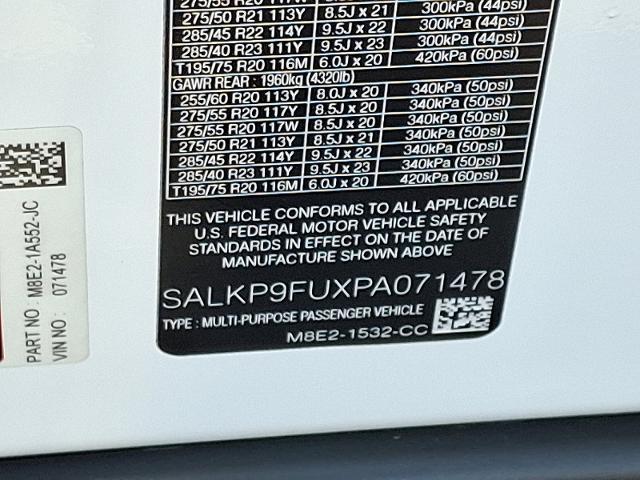 275/50 R21 113Y 8.5J x 21 300kPa (44psi)
285/45 R22 114Y 9.5J x 22 300kPa (44psi)
285/40 R23 111Y 9.5J x 23 300kPa (44psi)
T195/75 R20 116M 6.0J x 20 420kPa (60psi)
GAWR REAR : 1960kg (4320lb)
255/60 R20 113Y 8.0J x 20 340kPa (50psi)
275/55 R20 117Y 8.5J x 20 340kPa (50psi)
275/55 R20 117W 8.5J x 20 340kPa (50psi)
275/50 R21 113Y 8.5J x 21 340kPa (50psi)
285/45 R22 114Y 9.5J x 22 340kPa (50psi)
285/40 R23 111Y 9.5J x 23 340kPa (50psi)
T195/75 R20 116M 6.0J x 20 420kPa (60psi)
THIS VEHICLE CONFORMS TO ALL APPLICABLE
U.S. FEDERAL MOTOR VEHICLE SAFETY
STANDARDS IN EFFECT ON THE DATE OF
MANUFACTURE SHOWN ABOVE
SALKP9FUXPA071478
TYPE : MULTI-PURPOSE PASSENGER VEHICLE
M8E2-1532-CC
PART NO : M8E2-1A552-JC
VIN NO : 071478